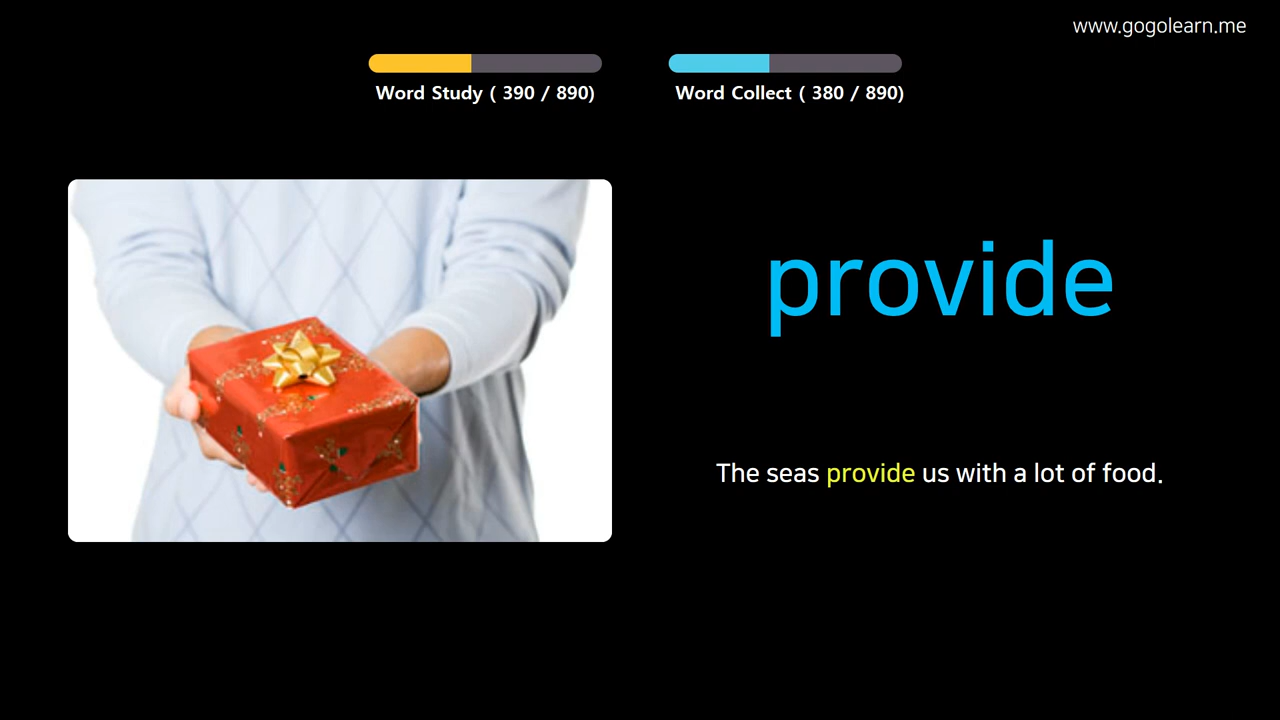 www.gogolearn.me
Word Study ( 390 / 890)
Word Collect ( 380 / 890)
provide
The seas provide us with a lot of food.